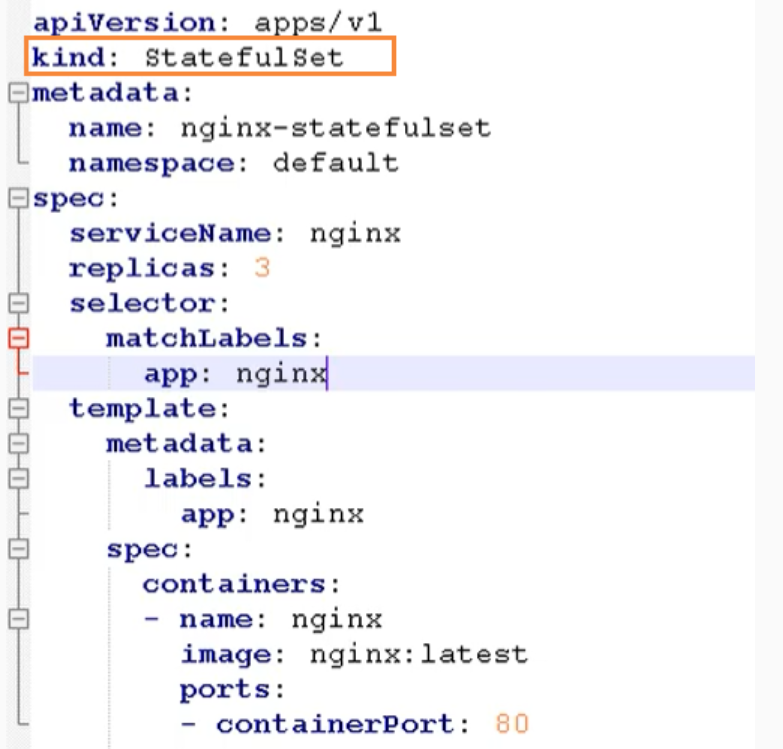 apiVersion: apps/v1
kind: StatefulSet
metadata:
  name: nginx-statefulset
  namespace: default
spec:
  serviceName: nginx
  replicas: 3
  selector:
    matchLabels:
      app: nginx
  template:
    metadata:
      labels:
        app: nginx
    spec:
      containers:
      - name: nginx
        image: nginx:latest
        ports:
        - containerPort: 80